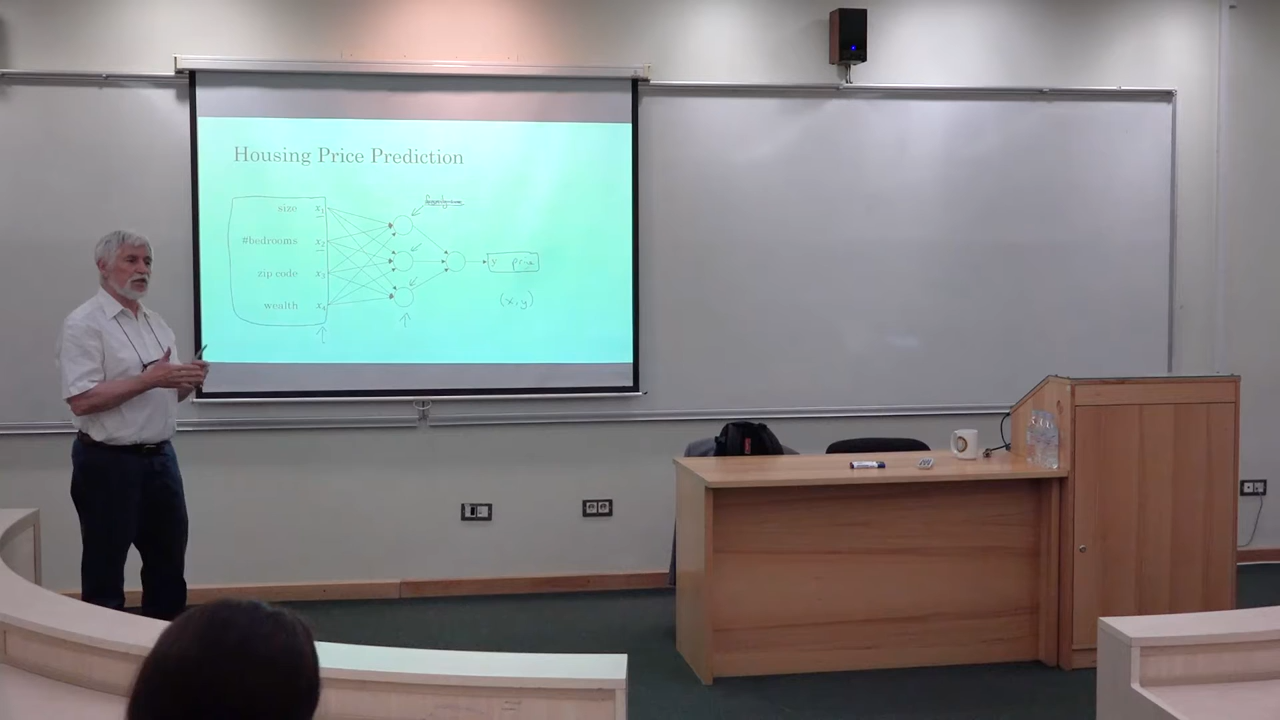 Housing Price Prediction
size x₁
#bedrooms x₂
zip code x₃
wealth x₄
y price
(x, y)